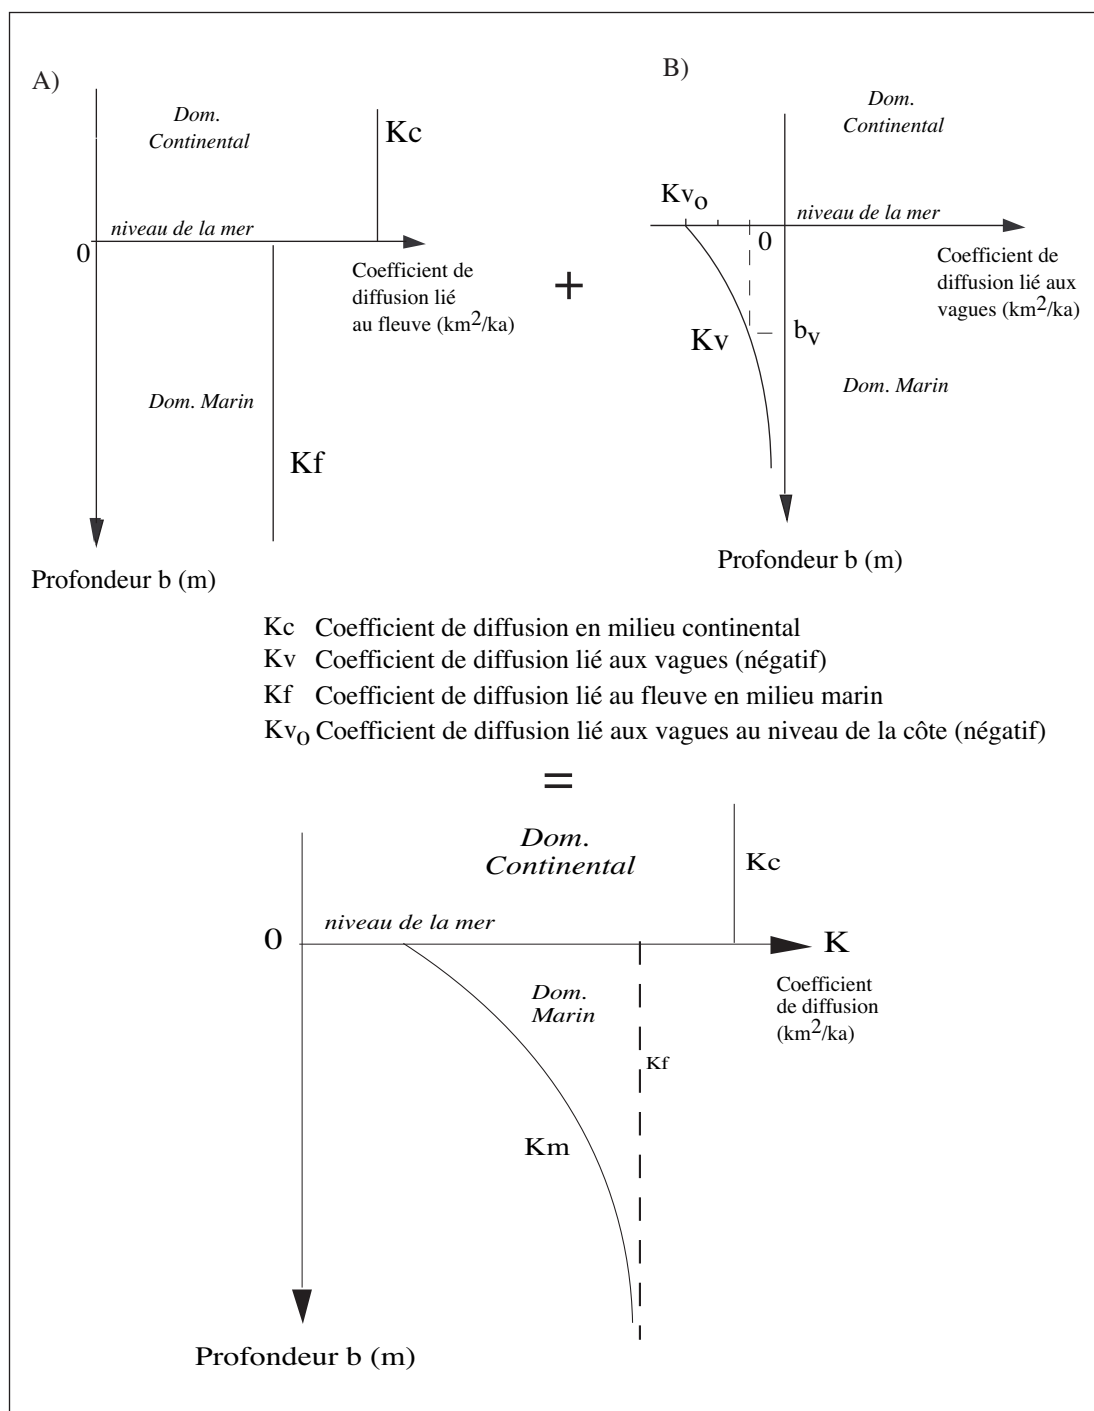 A)
Dom.
Continental
Kc
niveau de la mer
0
Coefficient de
diffusion lié
au fleuve (km2/ka)
Dom. Marin
Kf
Profondeur b (m)
+
B)
Dom.
Continental
Kvo
niveau de la mer
0
Coefficient de
diffusion lié aux
vagues (km2/ka)
Kv
bv
Dom. Marin
Profondeur b (m)
Kc Coefficient de diffusion en milieu continental
Kv Coefficient de diffusion lié aux vagues (négatif)
Kf Coefficient de diffusion lié au fleuve en milieu marin
Kvo Coefficient de diffusion lié aux vagues au niveau de la côte (négatif)
=
Dom.
Continental
Kc
niveau de la mer
0
K
Coefficient
de diffusion
(km2/ka)
Dom.
Marin
Kf
Km
Profondeur b (m)